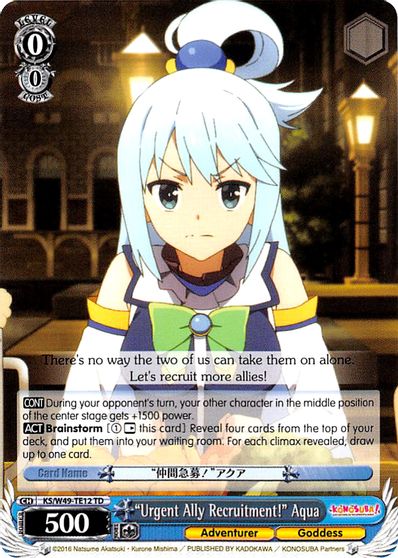 LEVEL
0
0
COST
There's no way the two of us can take them on alone.
Let's recruit more allies!
CONT During your opponent's turn, your other character in the middle position
of the center stage gets +1500 power.
ACT Brainstorm [① this card] Reveal four cards from the top of your
deck, and put them into your waiting room. For each climax revealed, draw
up to one card.
Card Name “仲間急募！”アクア
KS/W49-TE12 TD
POWER 500 "Urgent Ally Recruitment!" Aqua KONOSUBA!
Adventurer Goddess
©2016 Natsume Akatsuki・Kurone Mishima / PUBLISHED BY KADOKAWA / KONOSUBA Partners